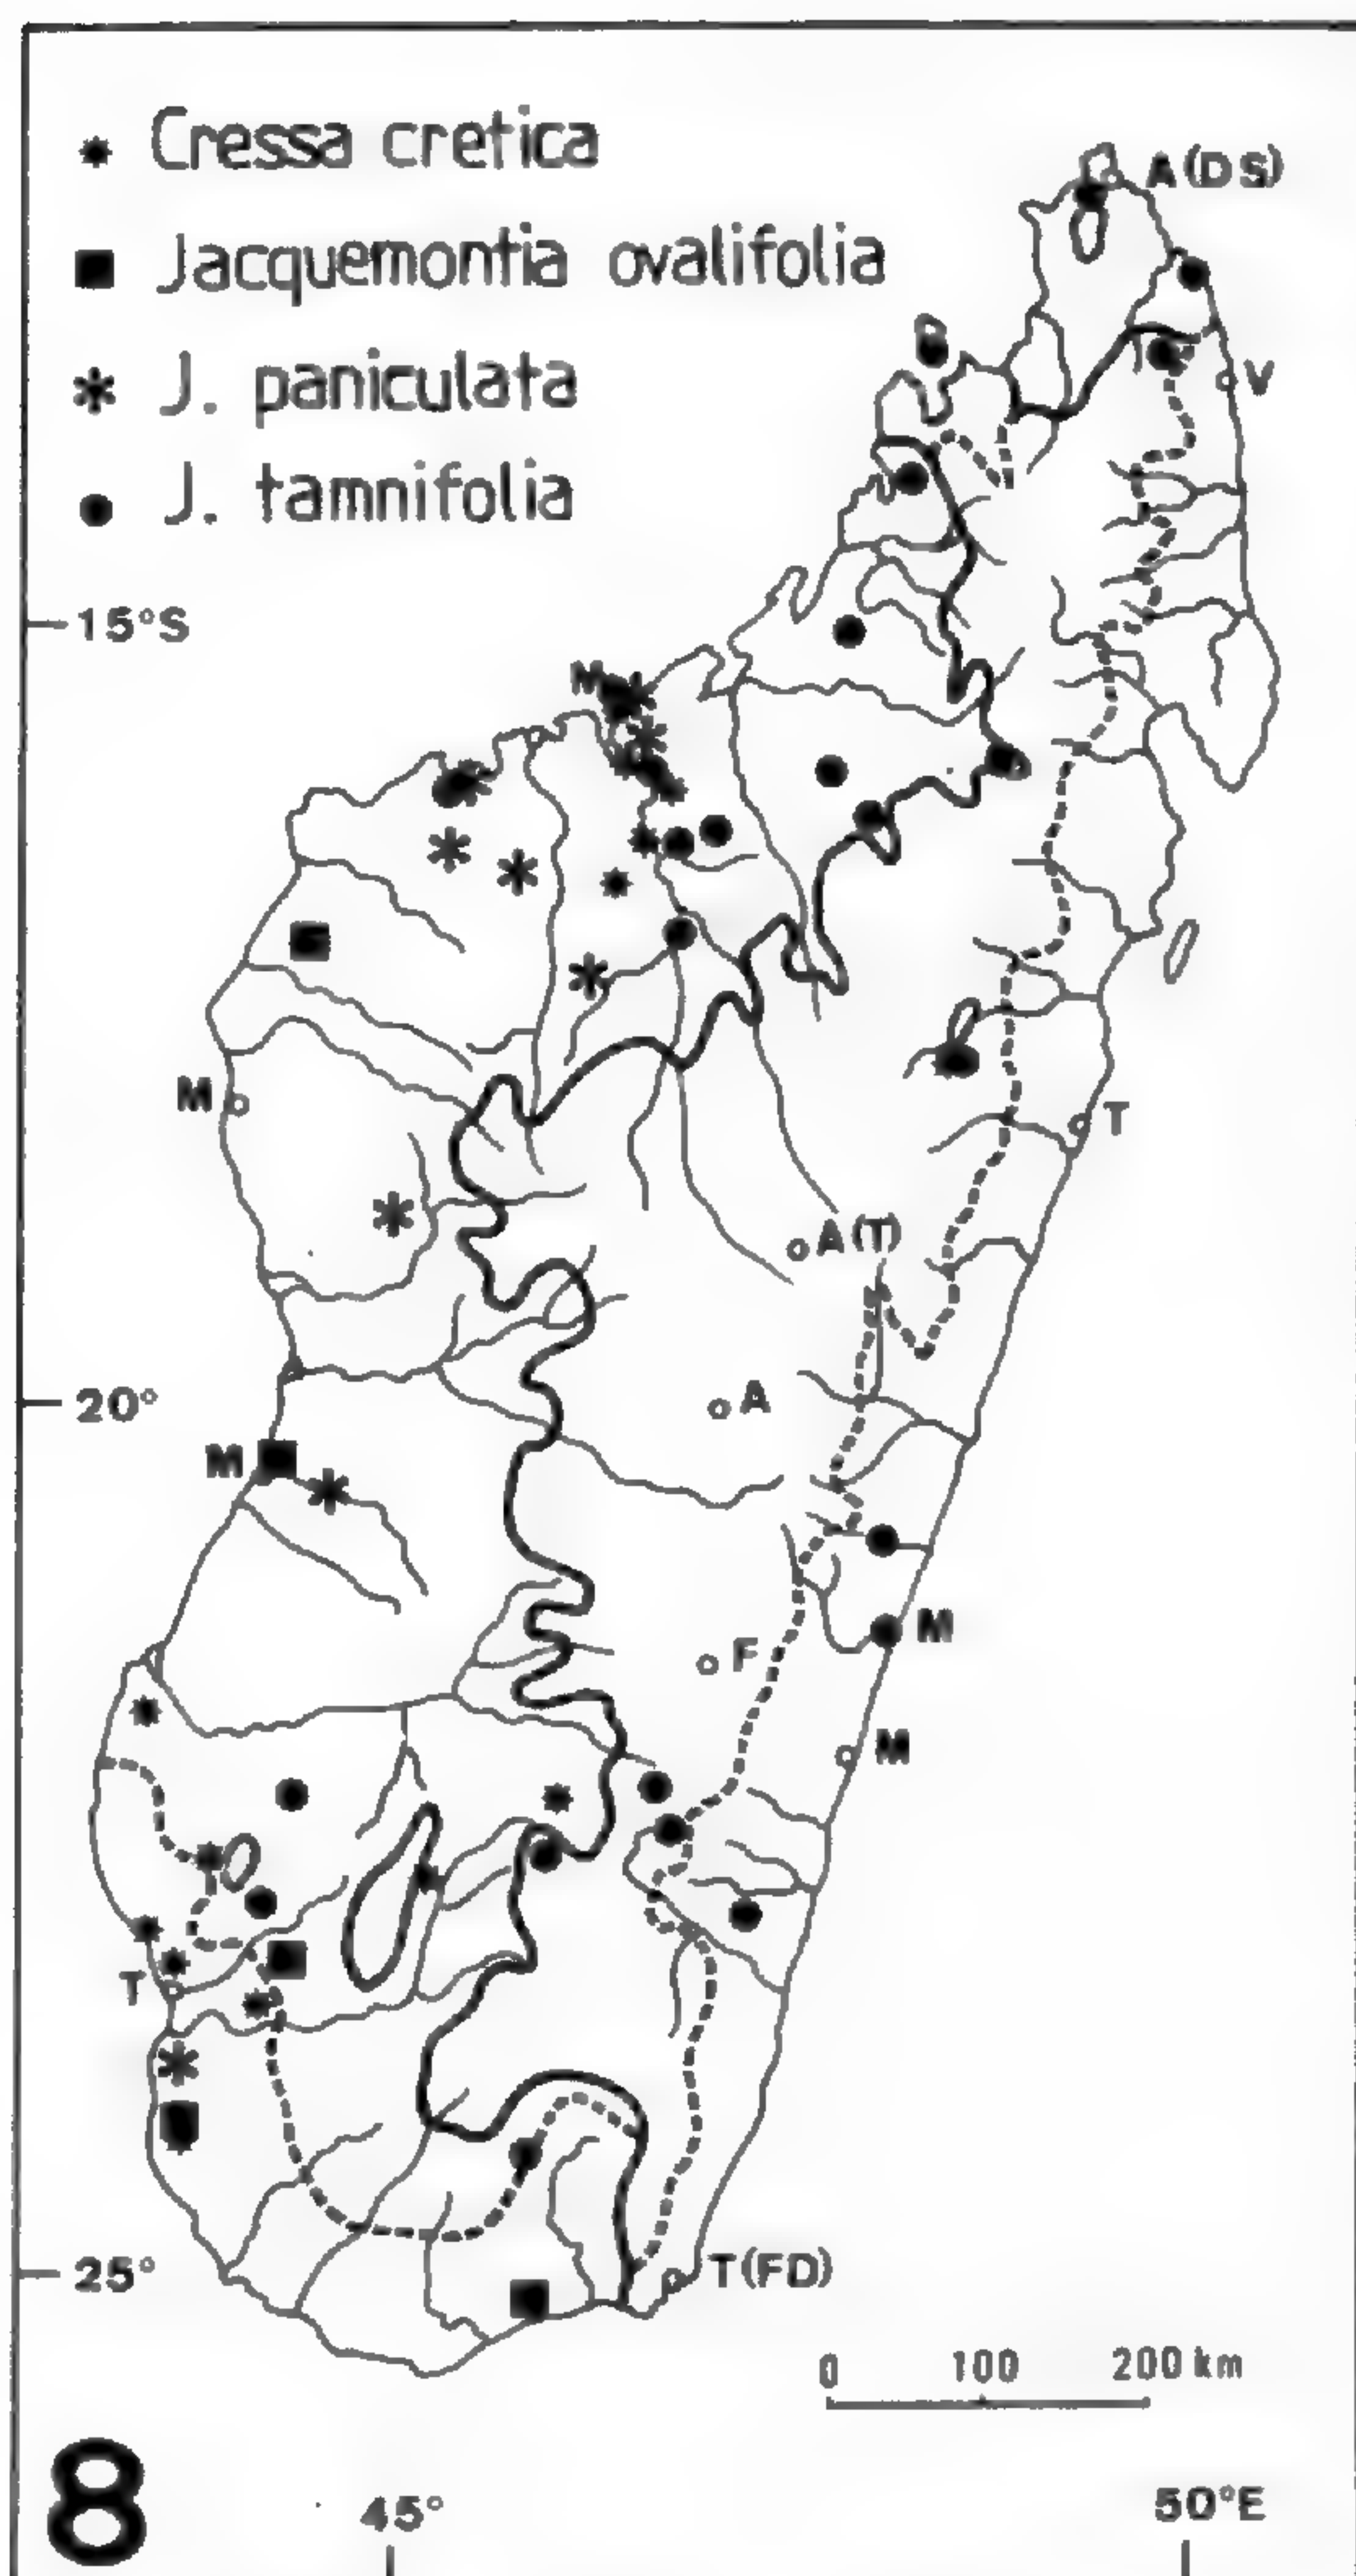 Cressa cretica
A(DS)
Jacquemontia ovalifolia
J. paniculata
V
J. tamnifolia
15°S
M
M
T
A(T)
20°
A
M
M
F
M
T
25°
T(FD)
0 100 200 km
8
45°
50°E